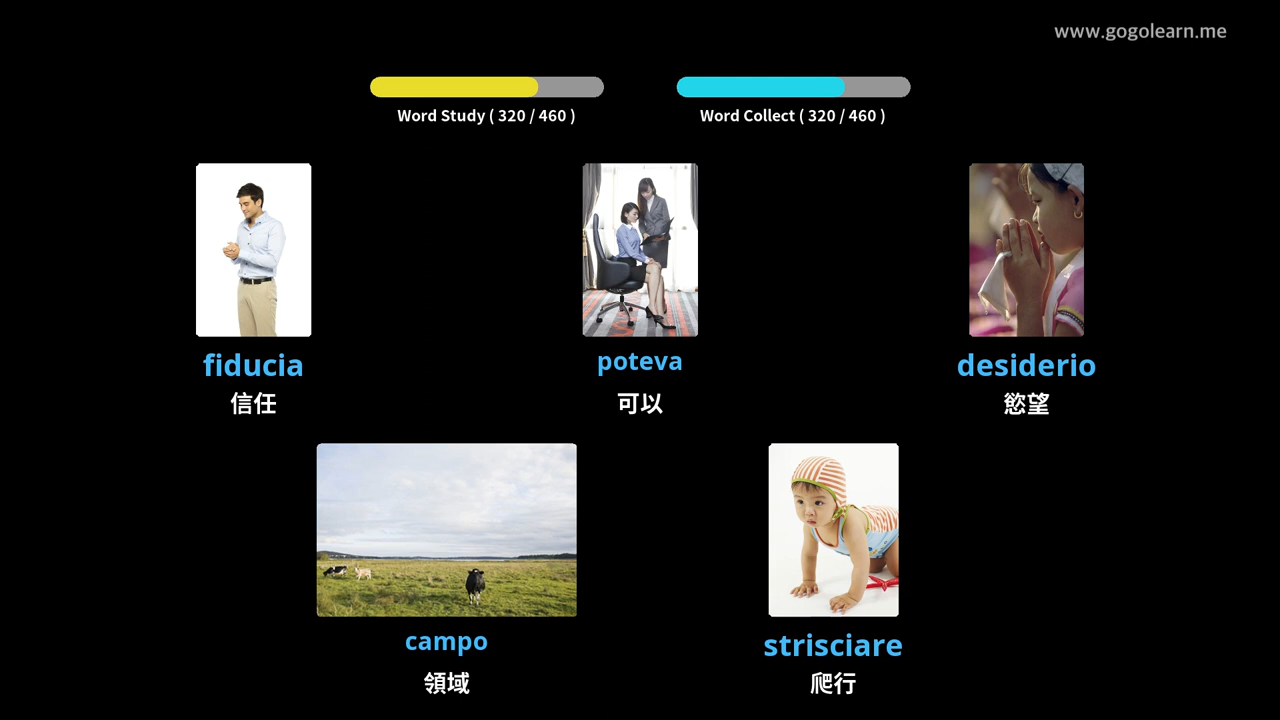 www.gogolearn.me
Word Study ( 320 / 460 )
Word Collect ( 320 / 460 )
fiducia
信任
poteva
可以
desiderio
慾望
campo
領域
strisciare
爬行